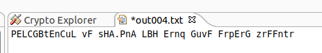 Crypto Explorer *out004.txt
PELCGBtEnCuL vF sHA.PnA LBH Ernq GuvF FrpErG zrFFntr